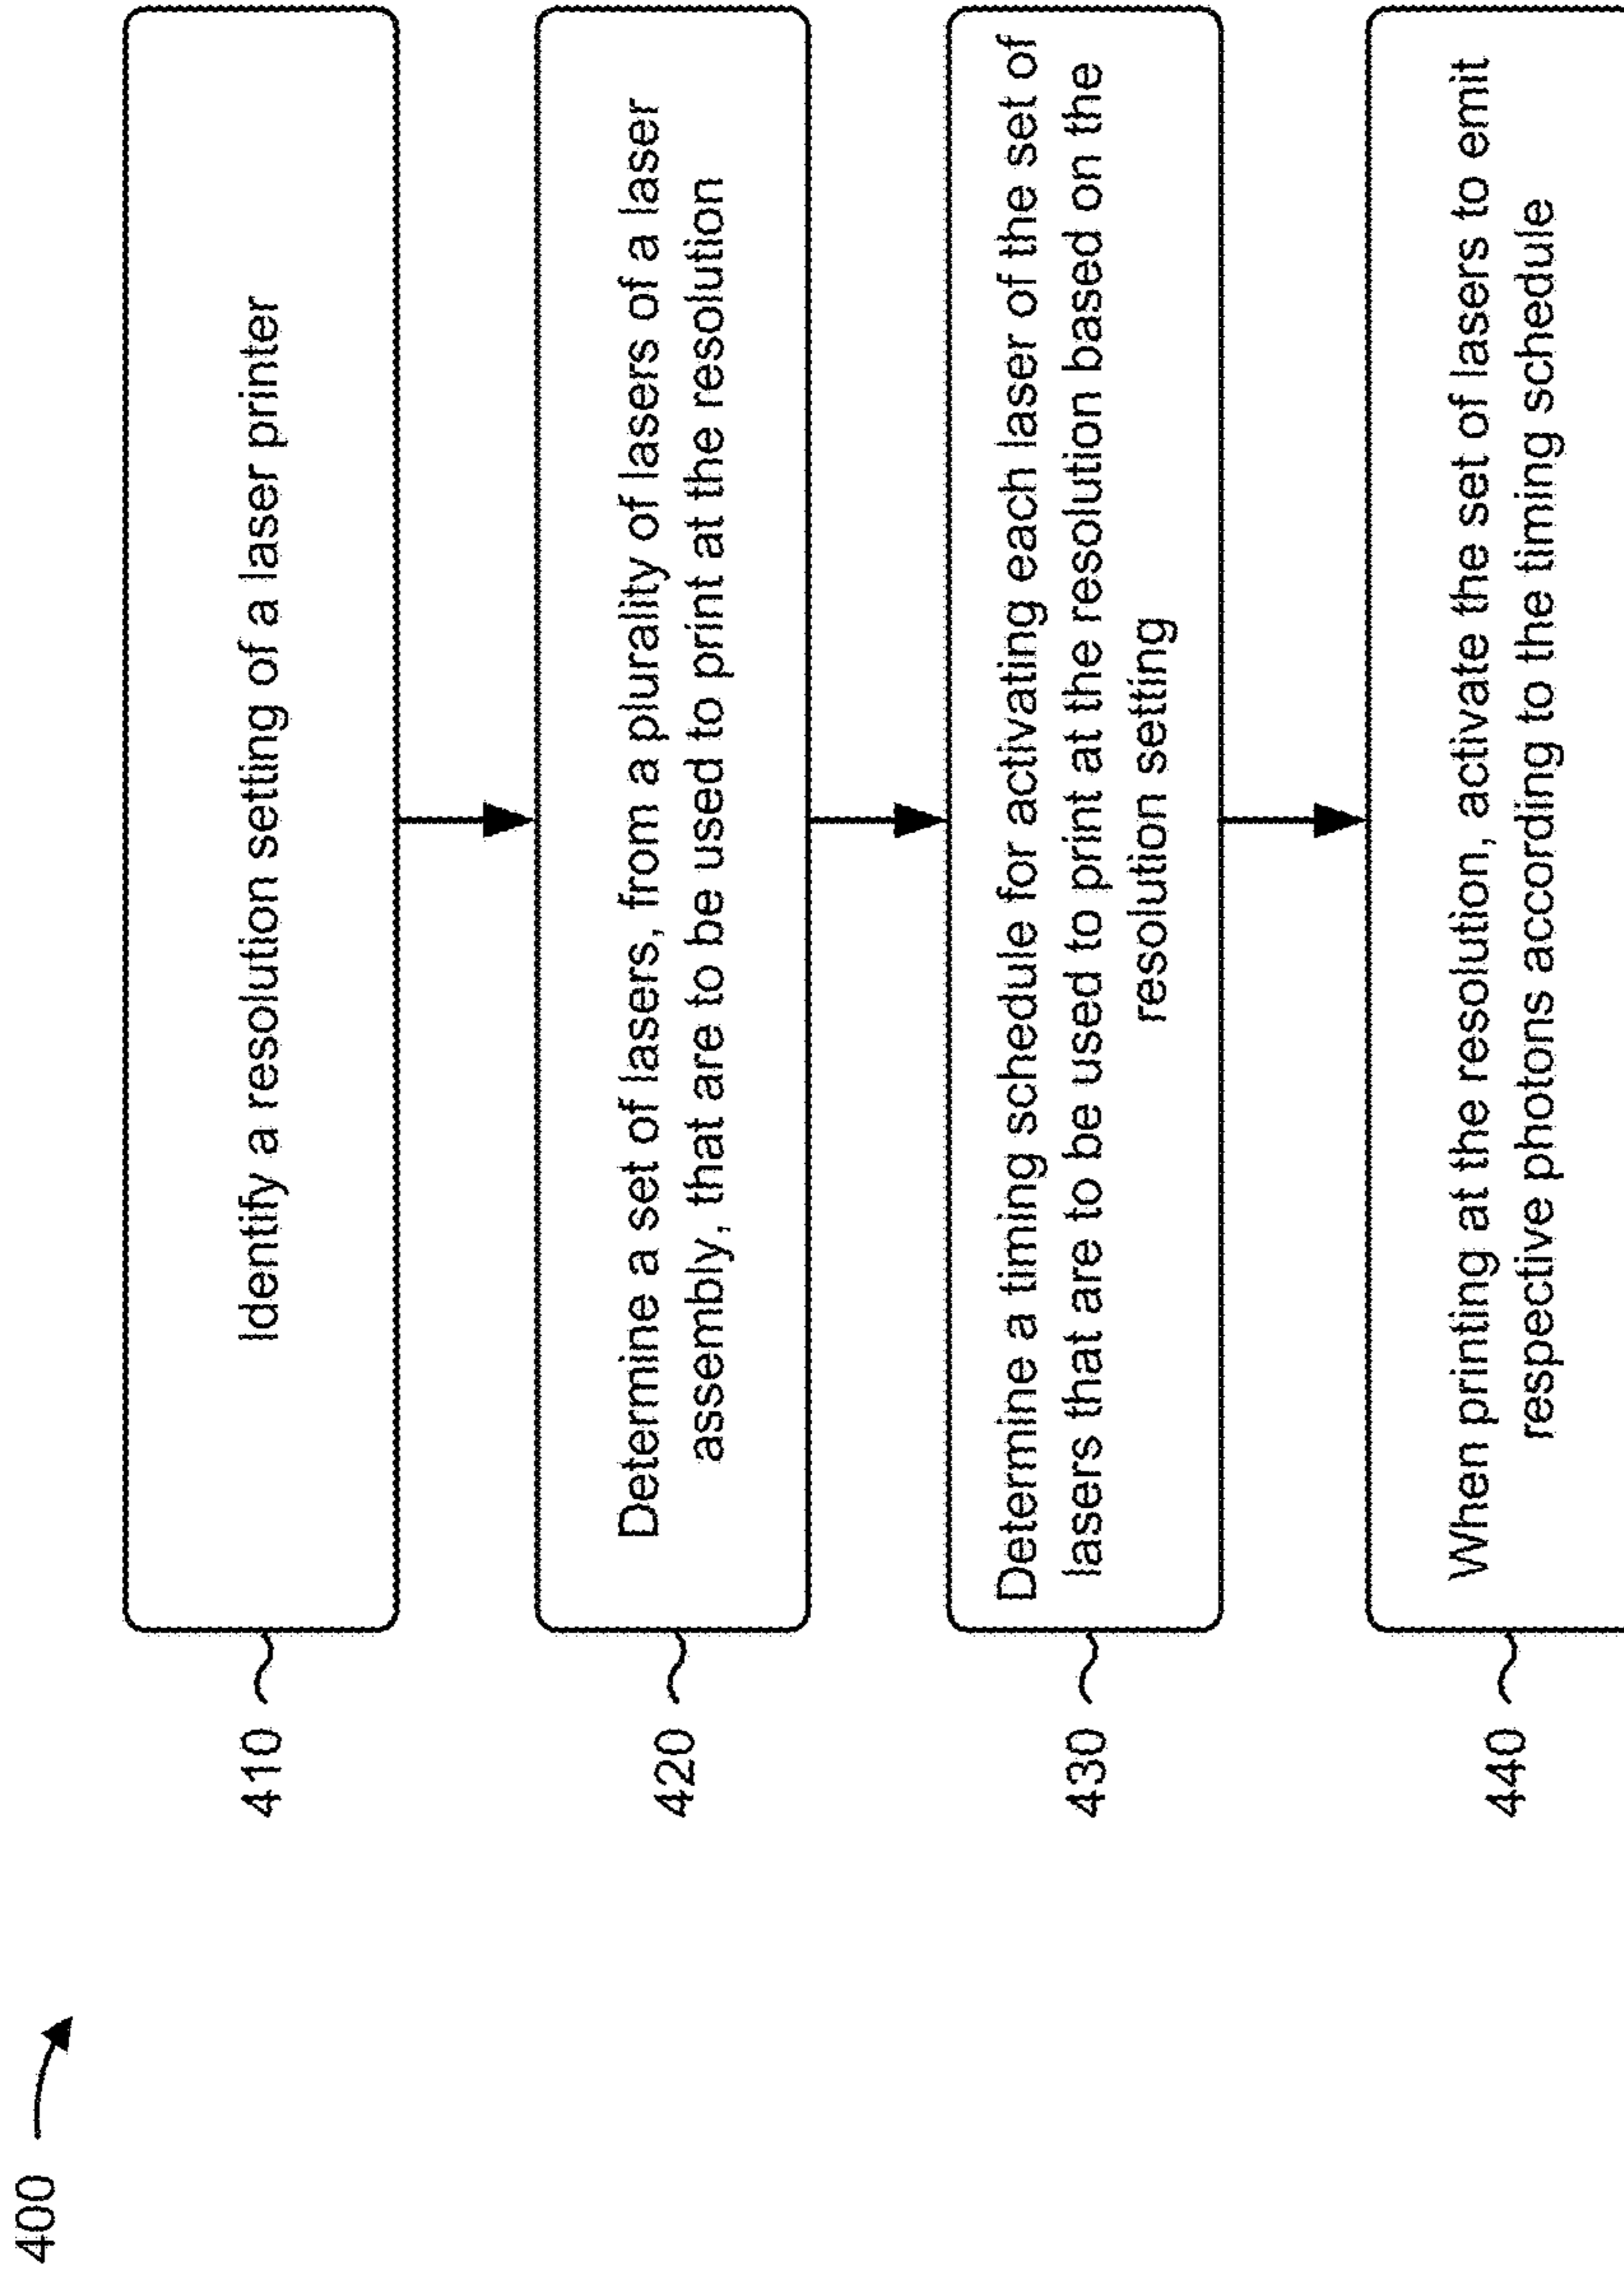 400
410
Identify a resolution setting of a laser printer
420
Determine a set of lasers, from a plurality of lasers of a laser
assembly, that are to be used to print at the resolution
430
Determine a timing schedule for activating each laser of the set of
lasers that are to be used to print at the resolution based on the
resolution setting
440
When printing at the resolution, activate the set of lasers to emit
respective photons according to the timing schedule